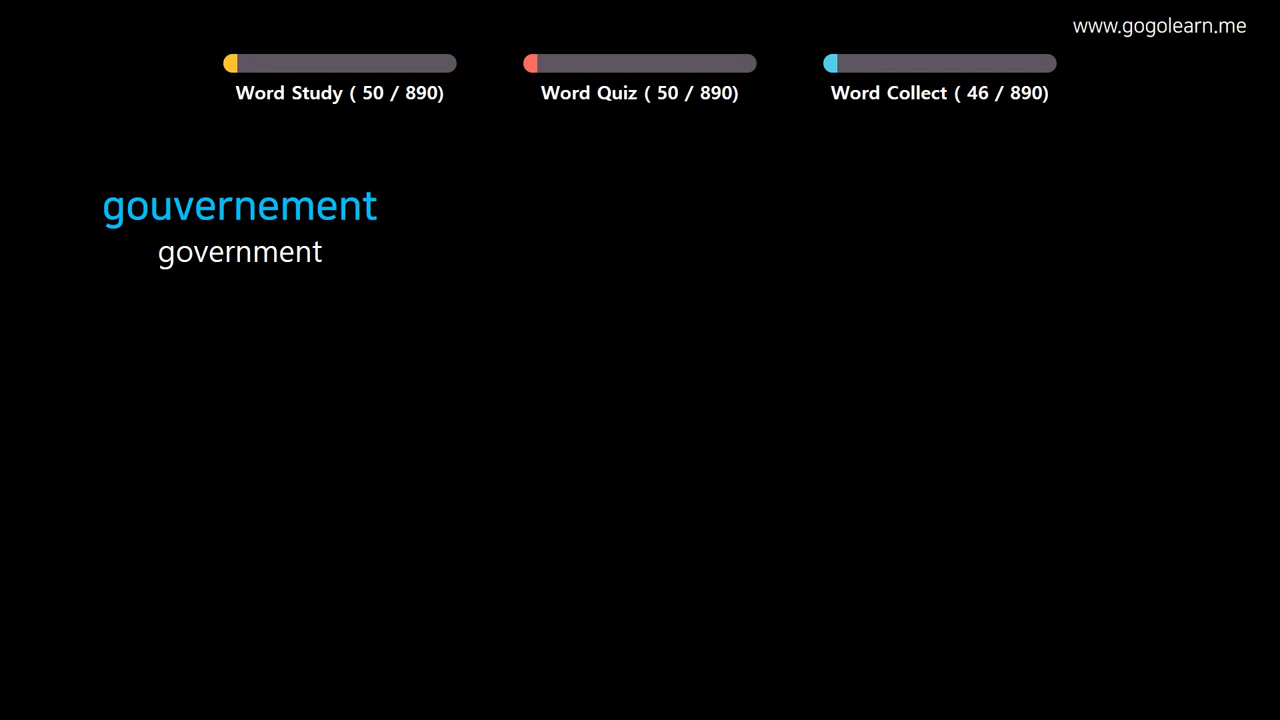 www.gogolearn.me
Word Study ( 50 / 890)
Word Quiz ( 50 / 890)
Word Collect ( 46 / 890)
gouvernement
government